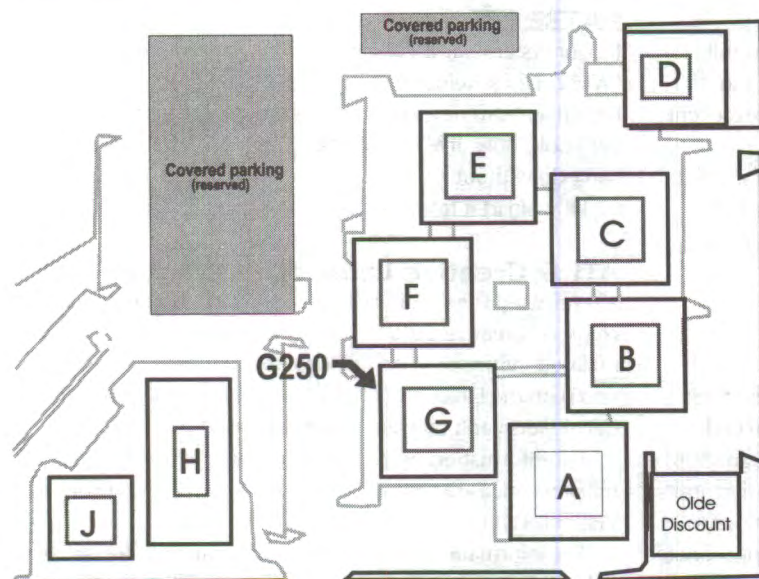 Covered parking
(reserved)
D
E
Covered parking
(reserved)
C
F
B
G250
G
H
A
J
Olde
Discount